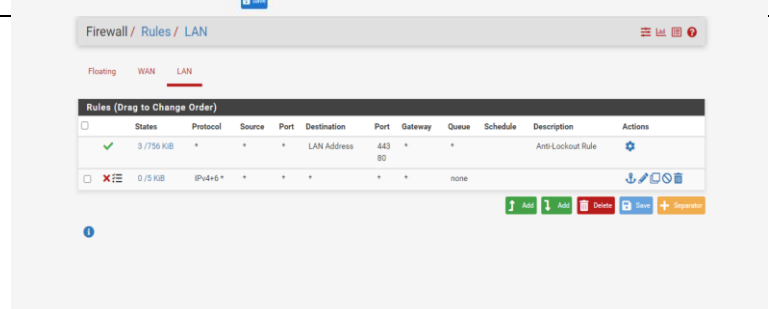 Save
Firewall / Rules / LAN
Floating WAN LAN
Rules (Drag to Change Order)
States Protocol Source Port Destination Port Gateway Queue Schedule Description Actions
3 /756 KiB * * * LAN Address 443 * * Anti-Lockout Rule
80
0 /5 KiB IPv4+6 * * * * * * none
Add Add Delete Save Separator